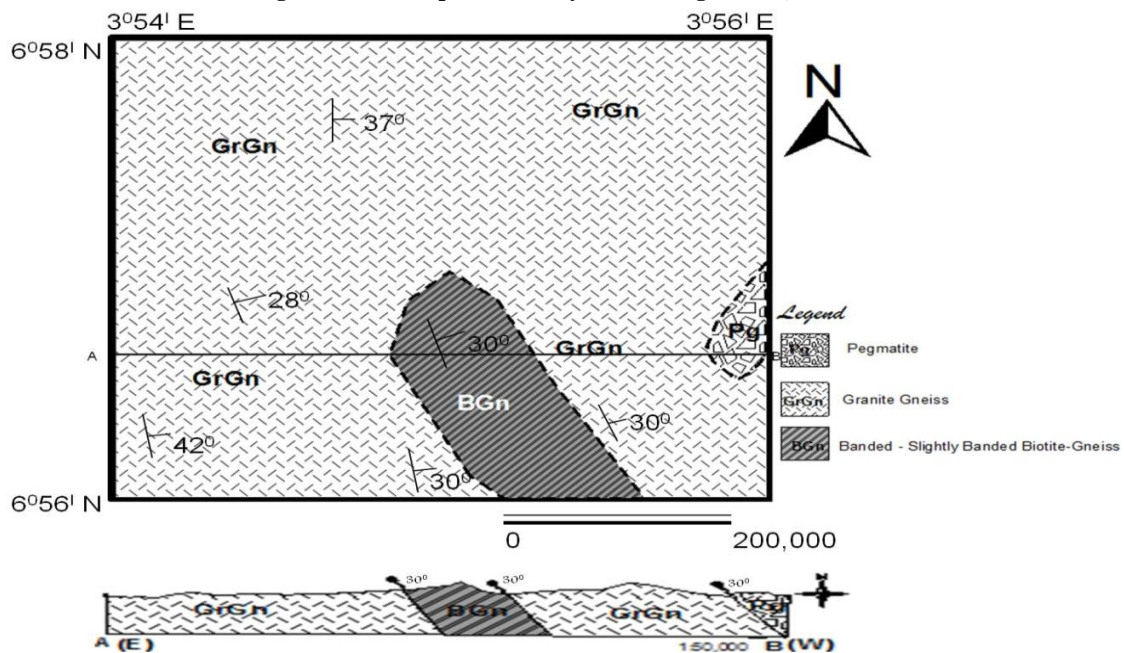 3⁰54ᴵ E 3⁰56ᴵ E
6⁰58ᴵ N
N
GrGn
37⁰
GrGn
28⁰
Legend
Pg
30⁰
GrGn
A B
Pg Pegmatite
GrGn
GrGn Granite Gneiss
BGn
30⁰
42⁰
BGn Banded - Slightly Banded Biotite-Gneiss
30⁰
6⁰56ᴵ N
0 200,000
30⁰ 30⁰ 30⁰
GrGn BGn GrGn
A (E) 1:50,000 B(W)